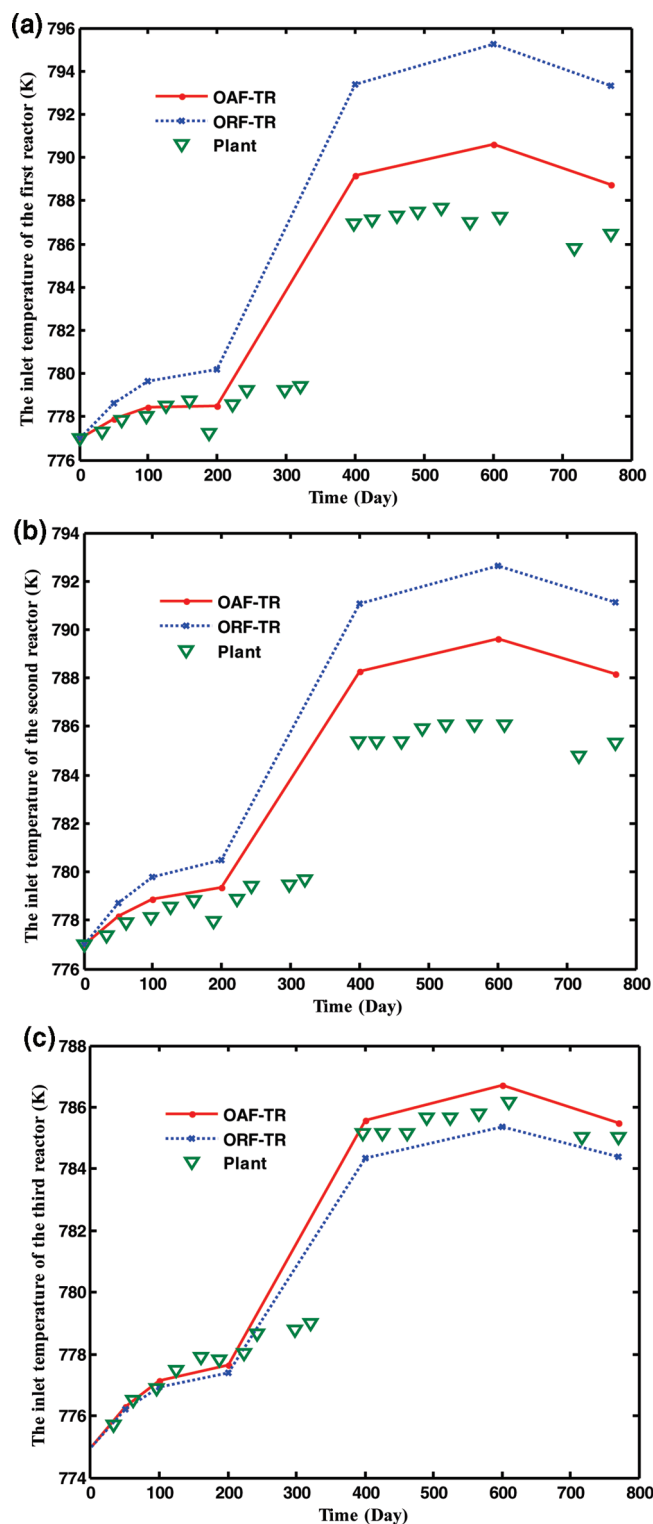 (a)
The inlet temperature of the first reactor (K)
796
794
792
790
788
786
784
782
780
778
776
OAF-TR
ORF-TR
Plant
0 100 200 300 400 500 600 700 800
Time (Day)
(b)
The inlet temperature of the second reactor (K)
794
792
790
788
786
784
782
780
778
776
OAF-TR
ORF-TR
Plant
0 100 200 300 400 500 600 700 800
Time (Day)
(c)
The inlet temperature of the third reactor (K)
788
786
784
782
780
778
776
774
OAF-TR
ORF-TR
Plant
0 100 200 300 400 500 600 700 800
Time (Day)